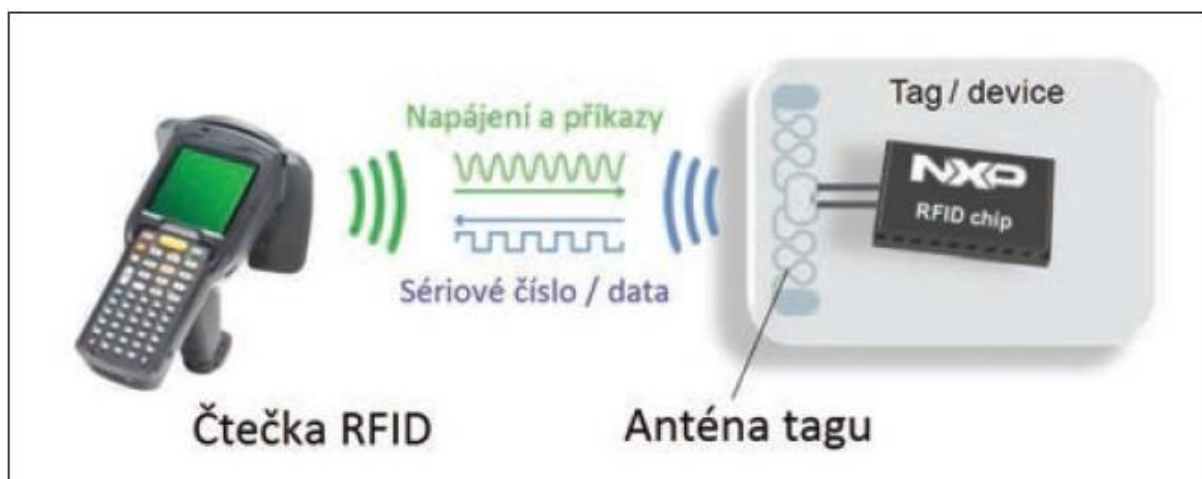 Napájení a příkazy
Sériové číslo / data
Čtečka RFID
Tag / device
NXP
RFID chip
Anténa tagu